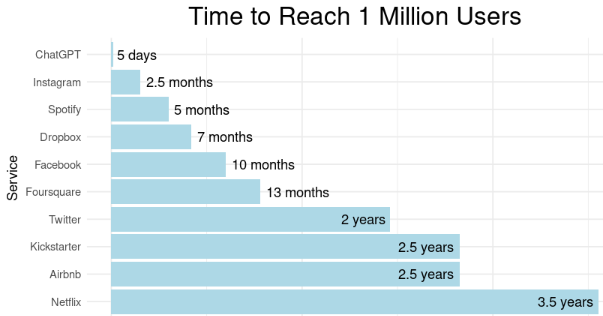 Time to Reach 1 Million Users
Service
ChatGPT 5 days
Instagram 2.5 months
Spotify 5 months
Dropbox 7 months
Facebook 10 months
Foursquare 13 months
Twitter 2 years
Kickstarter 2.5 years
Airbnb 2.5 years
Netflix 3.5 years